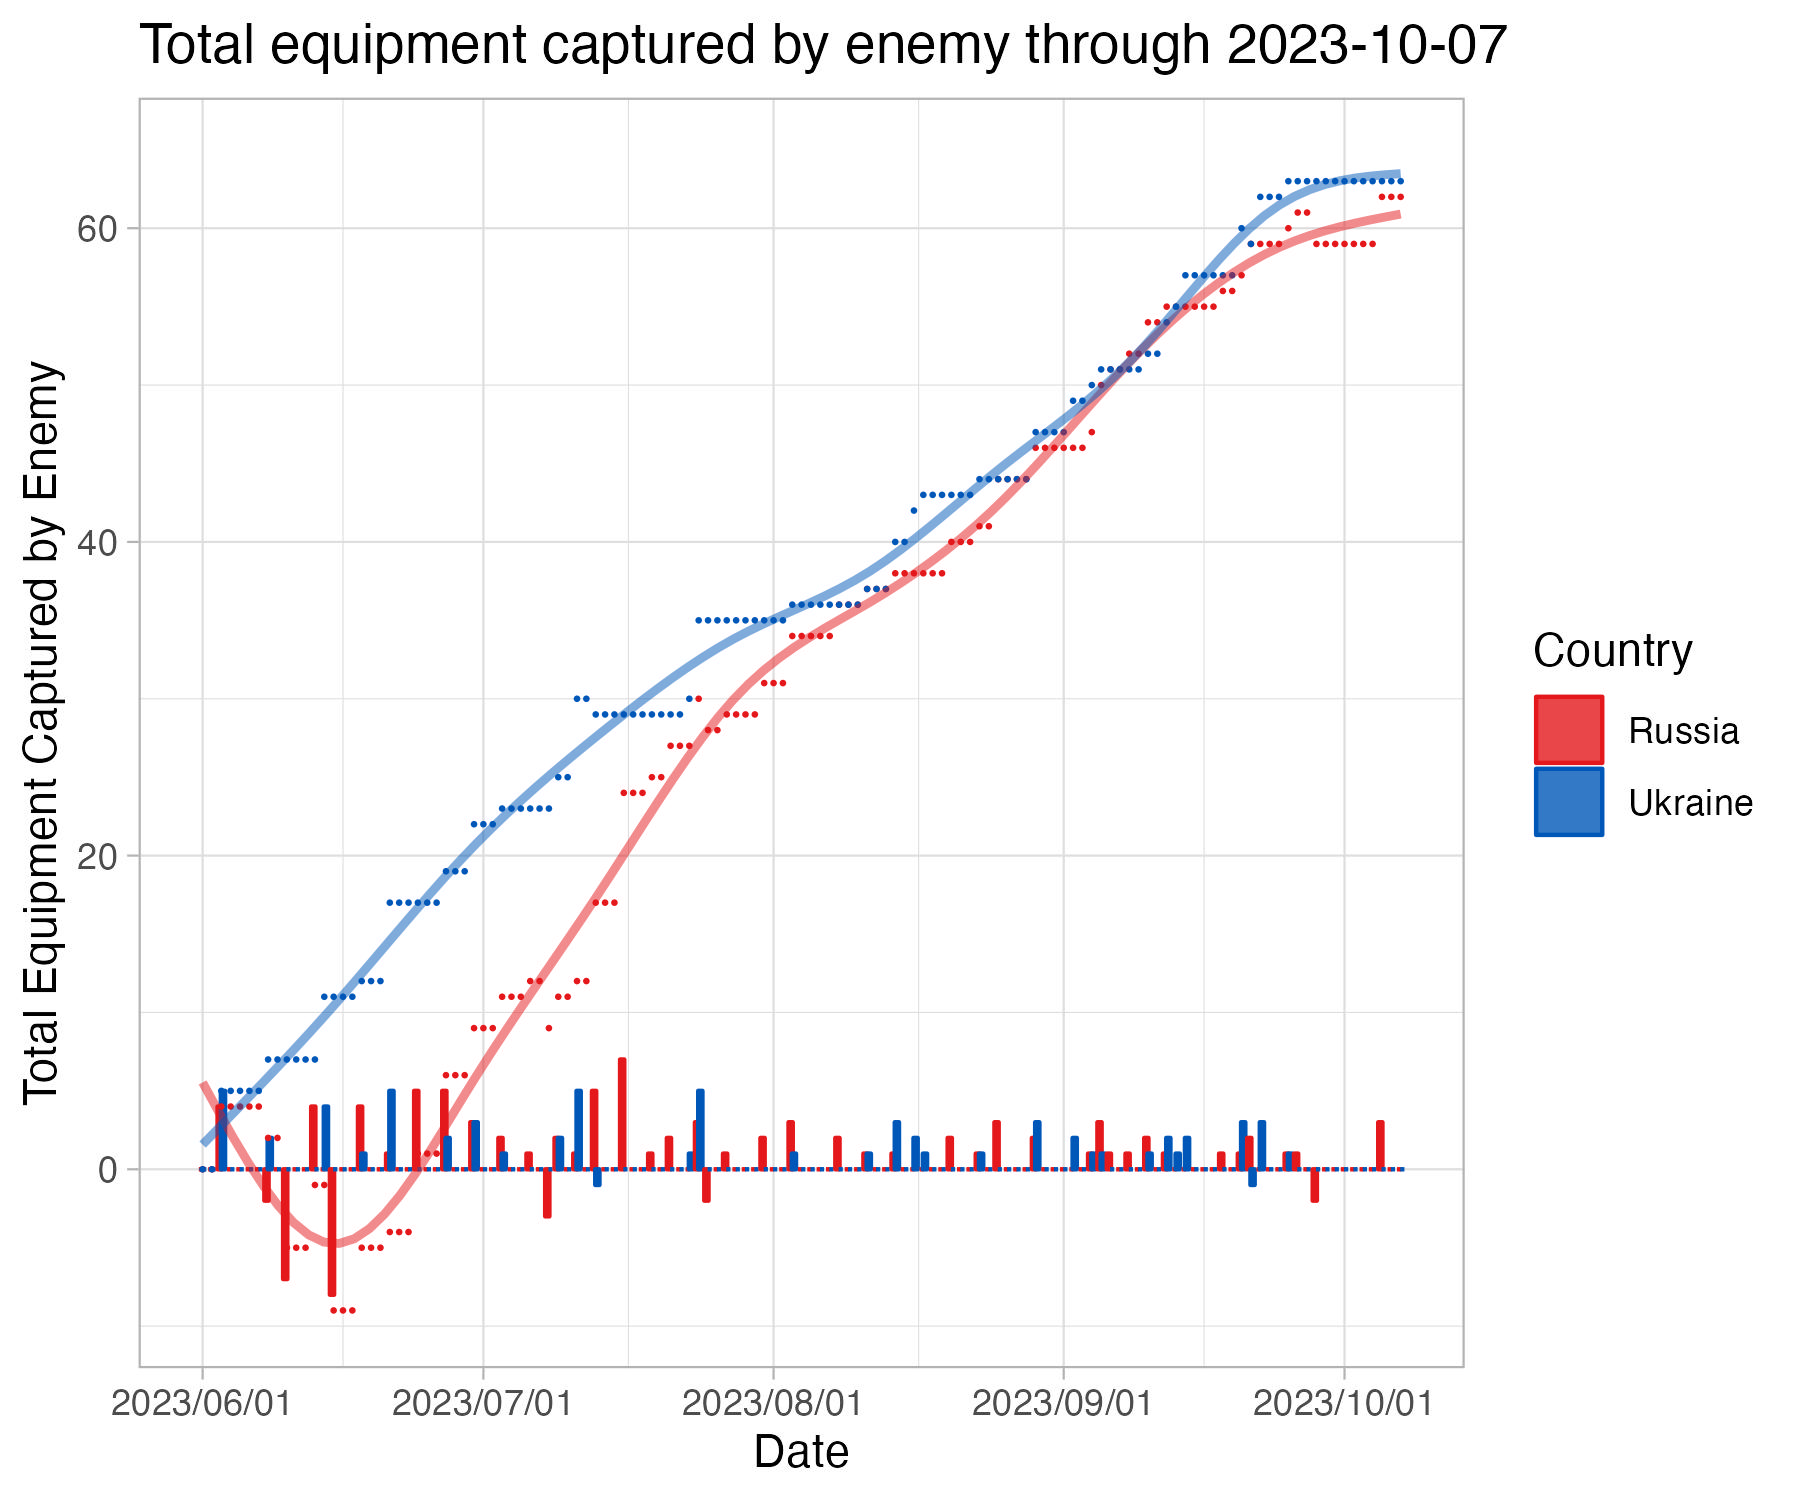 Total equipment captured by enemy through 2023-10-07
Total Equipment Captured by Enemy
60
40
20
0
2023/06/01
2023/07/01
2023/08/01
2023/09/01
2023/10/01
Date
Country
Russia
Ukraine